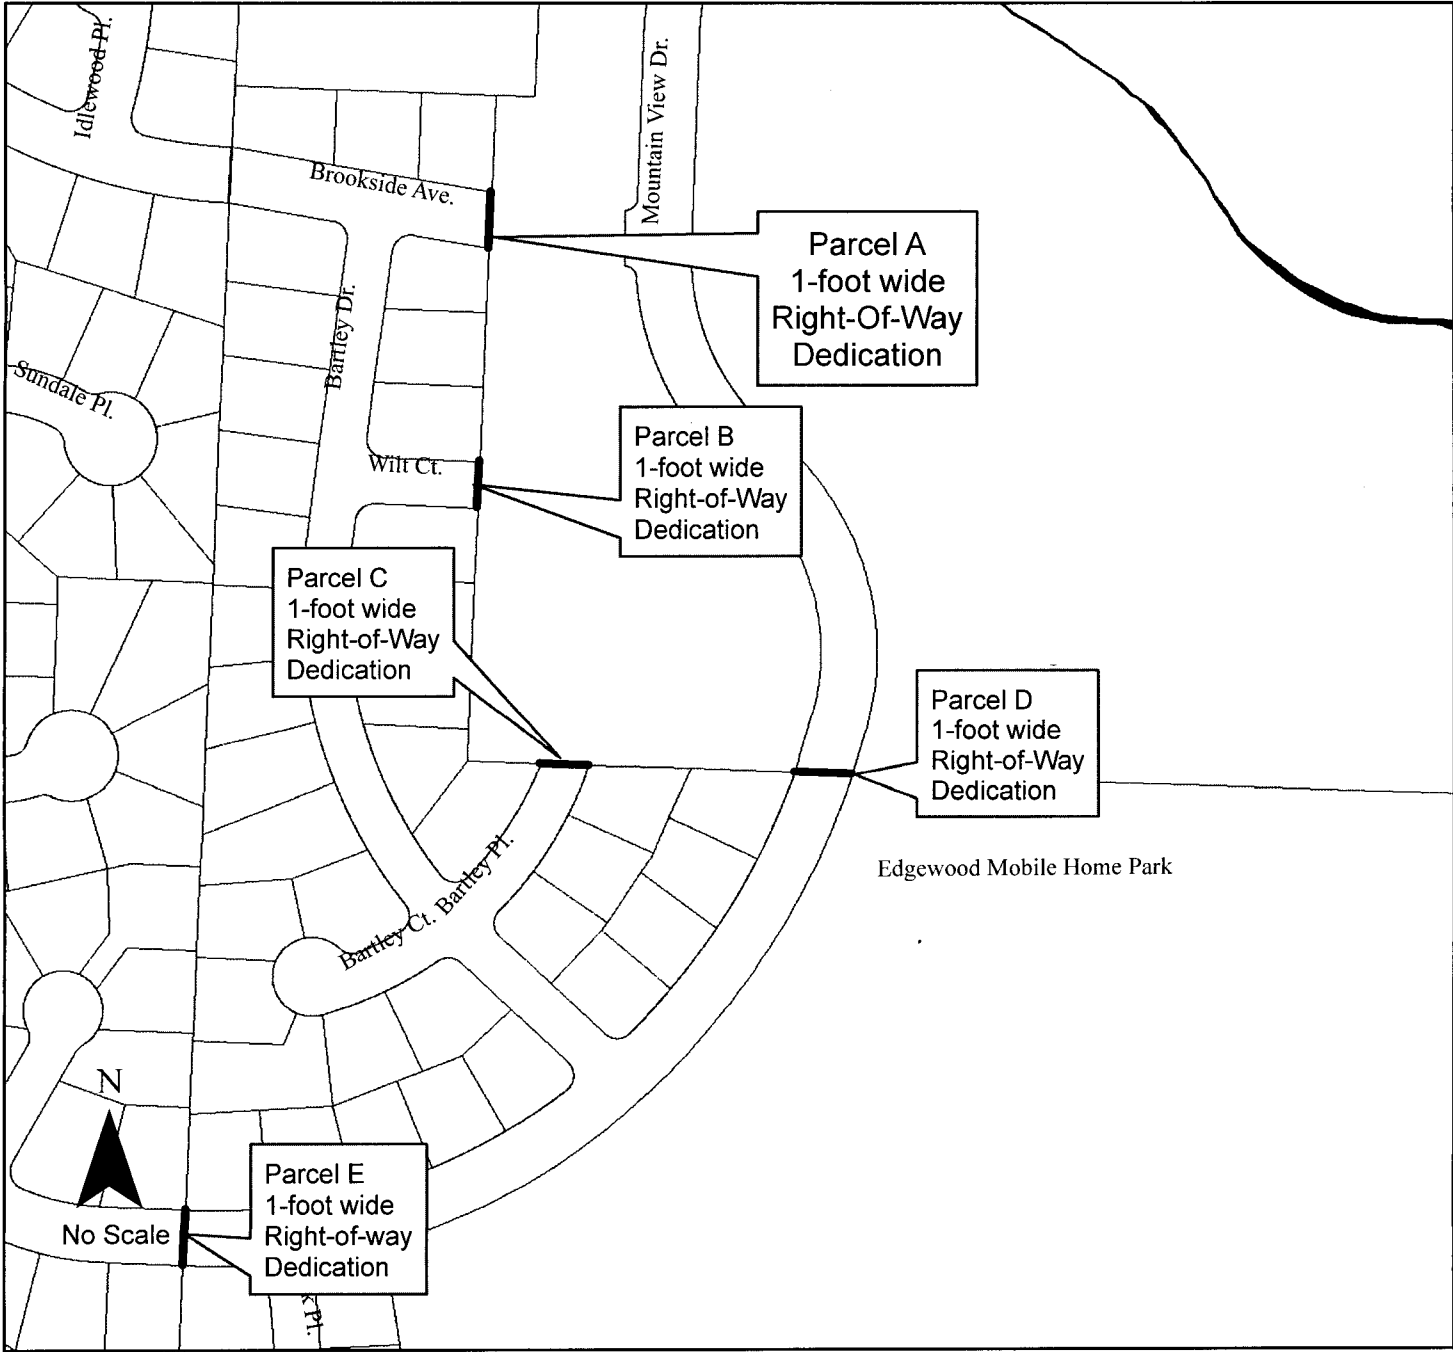 Idlewood Pl.
Mountain View Dr.
Brookside Ave.
Parcel A
1-foot wide
Right-Of-Way
Dedication
Bartley Dr.
Sundale Pl.
Parcel B
1-foot wide
Right-of-Way
Dedication
Wilt Ct.
Parcel C
1-foot wide
Right-of-Way
Dedication
Parcel D
1-foot wide
Right-of-Way
Dedication
Edgewood Mobile Home Park
Bartley Pl.
Bartley Ct.
N
No Scale
Parcel E
1-foot wide
Right-of-way
Dedication
Pl.